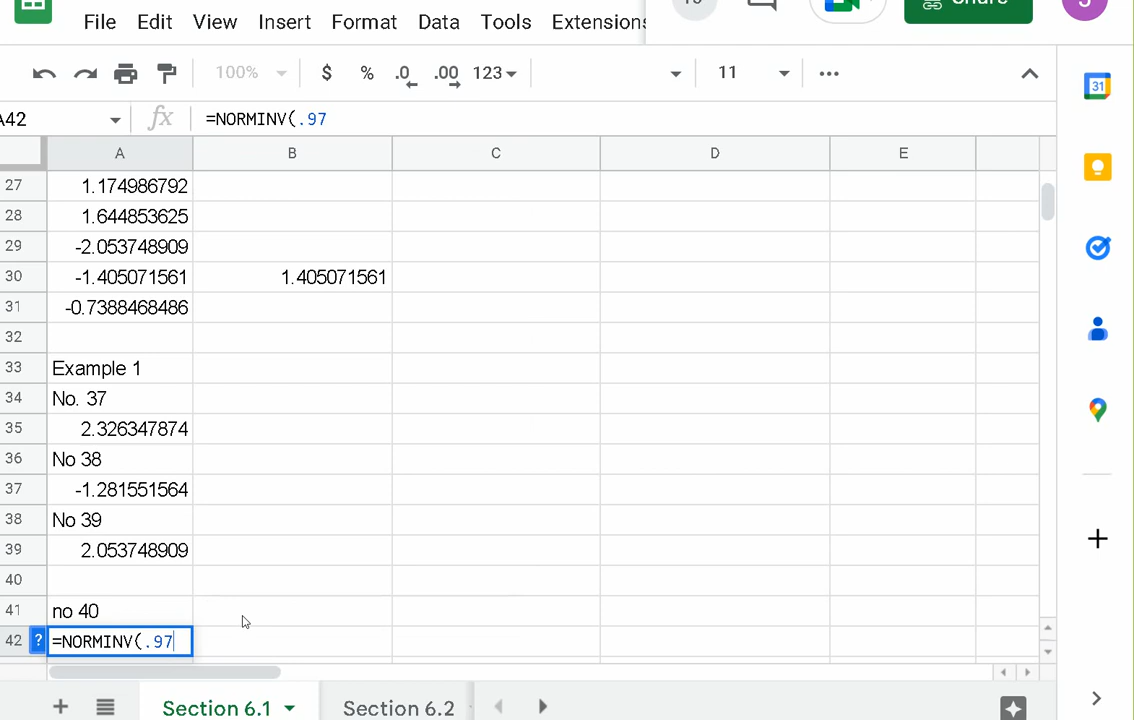 File Edit View Insert Format Data Tools Extensions
Share
100% $ % .0 .00 123 11
A42 fx =NORMINV(.97
A B C D E
27 1.174986792
28 1.644853625
29 -2.053748909
30 -1.405071561 1.405071561
31 -0.7388468486
32
33 Example 1
34 No. 37
35 2.326347874
36 No 38
37 -1.281551564
38 No 39
39 2.053748909
40
41 no 40
42 ? =NORMINV(.97
Section 6.1 Section 6.2
31